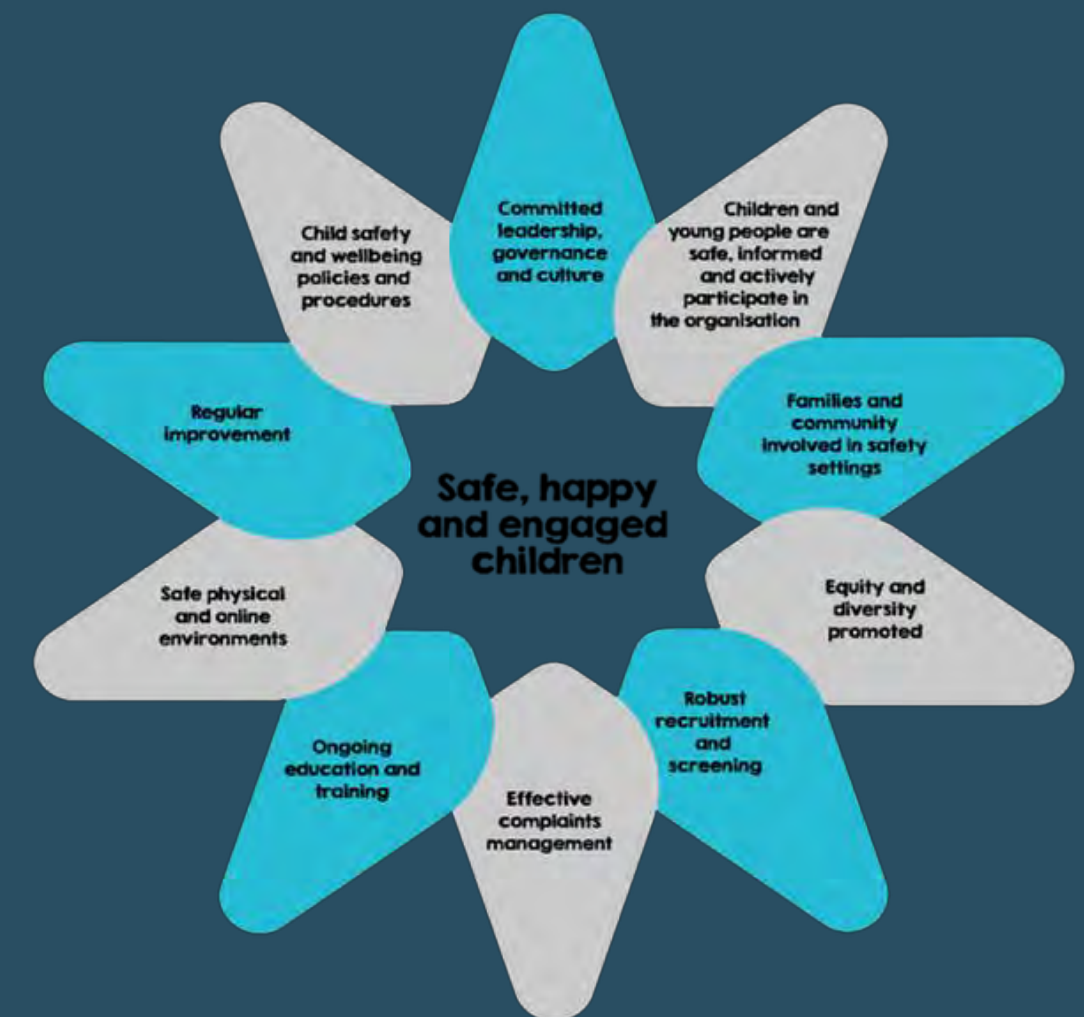 Committed
leadership,
governance
and culture
Children and
young people are
safe, informed
and actively
participate in
the organisation
Families and
community
involved in safety
settings
Equity and
diversity
promoted
Robust
recruitment
and
screening
Effective
complaints
management
Ongoing
education and
training
Safe physical
and online
environments
Regular
improvement
Child safety
and wellbeing
policies and
procedures
Safe, happy
and engaged
children